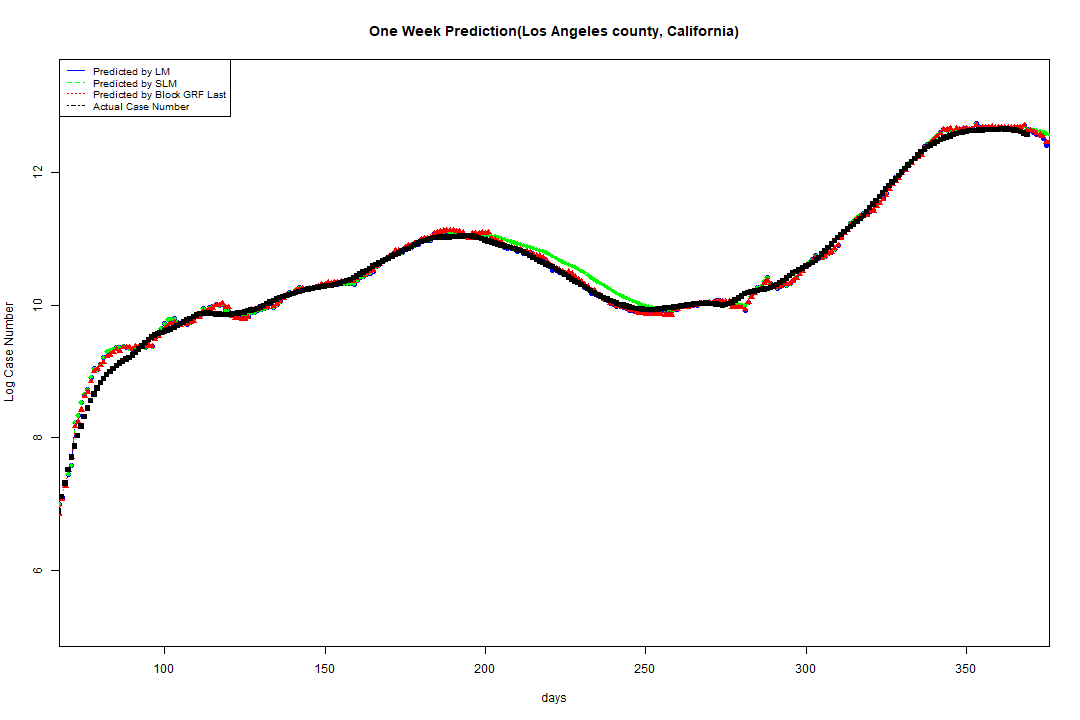 One Week Prediction(Los Angeles county, California)
Predicted by LM
Predicted by SLM
Predicted by Block GRF Last
Actual Case Number
Log Case Number
12
10
8
6
100 150 200 250 300 350
days